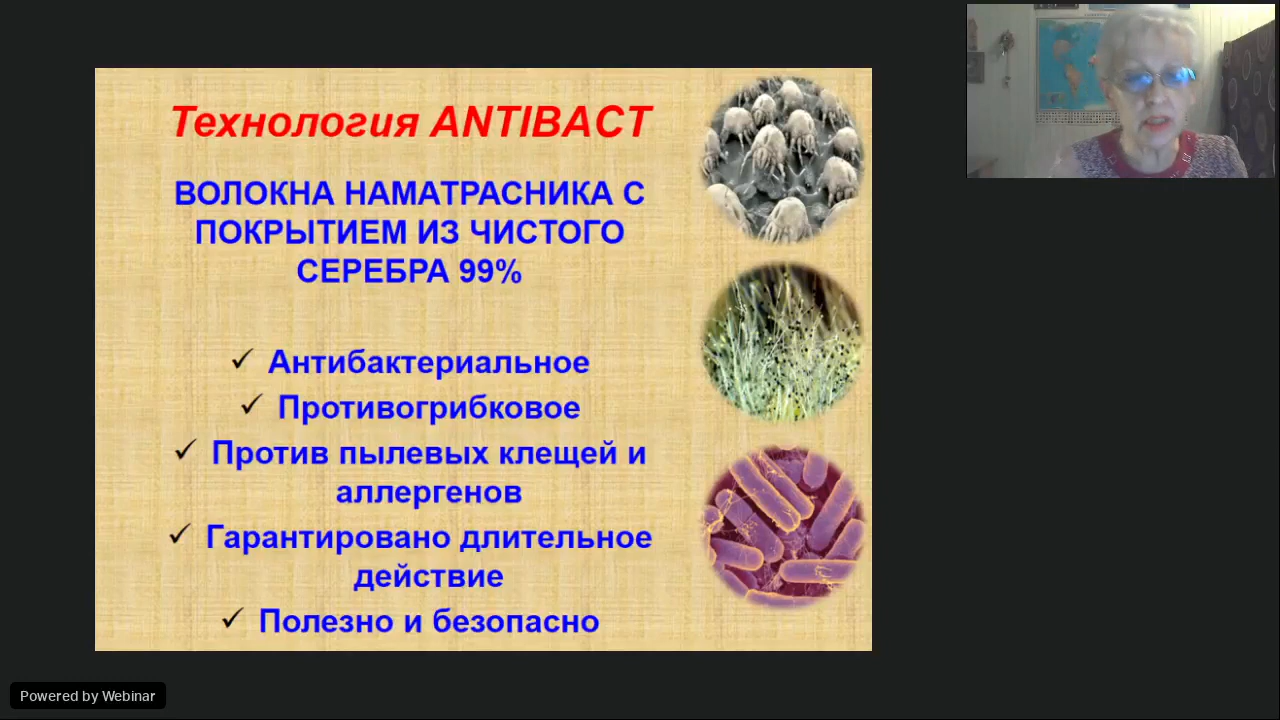 Технология ANTIBACT
ВОЛОКНА НАМАТРАСНИКА С
ПОКРЫТИЕМ ИЗ ЧИСТОГО
СЕРЕБРА 99%
✓ Антибактериальное
✓ Противогрибковое
✓ Против пылевых клещей и
аллергенов
✓ Гарантировано длительное
действие
✓ Полезно и безопасно
Powered by Webinar